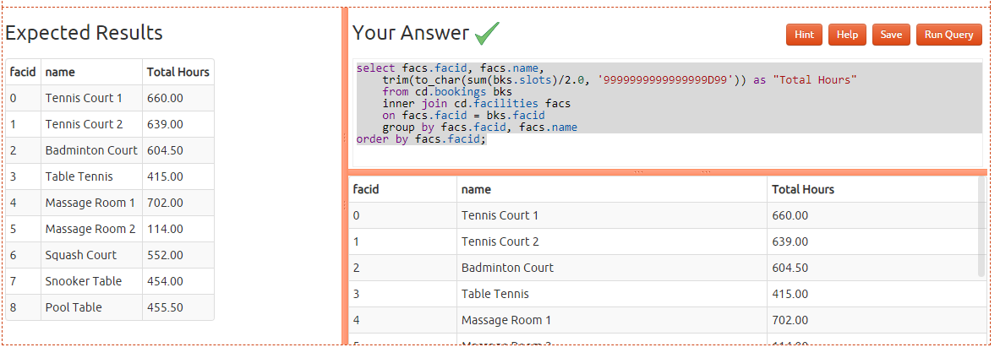 Expected Results
facid name Total Hours
0 Tennis Court 1 660.00
1 Tennis Court 2 639.00
2 Badminton Court 604.50
3 Table Tennis 415.00
4 Massage Room 1 702.00
5 Massage Room 2 114.00
6 Squash Court 552.00
7 Snooker Table 454.00
8 Pool Table 455.50
Your Answer
Hint Help Save Run Query
select facs.facid, facs.name,
trim(to_char(sum(bks.slots)/2.0, '9999999999999999D99')) as "Total Hours"
from cd.bookings bks
inner join cd.facilities facs
on facs.facid = bks.facid
group by facs.facid, facs.name
order by facs.facid;
facid name Total Hours
0 Tennis Court 1 660.00
1 Tennis Court 2 639.00
2 Badminton Court 604.50
3 Table Tennis 415.00
4 Massage Room 1 702.00